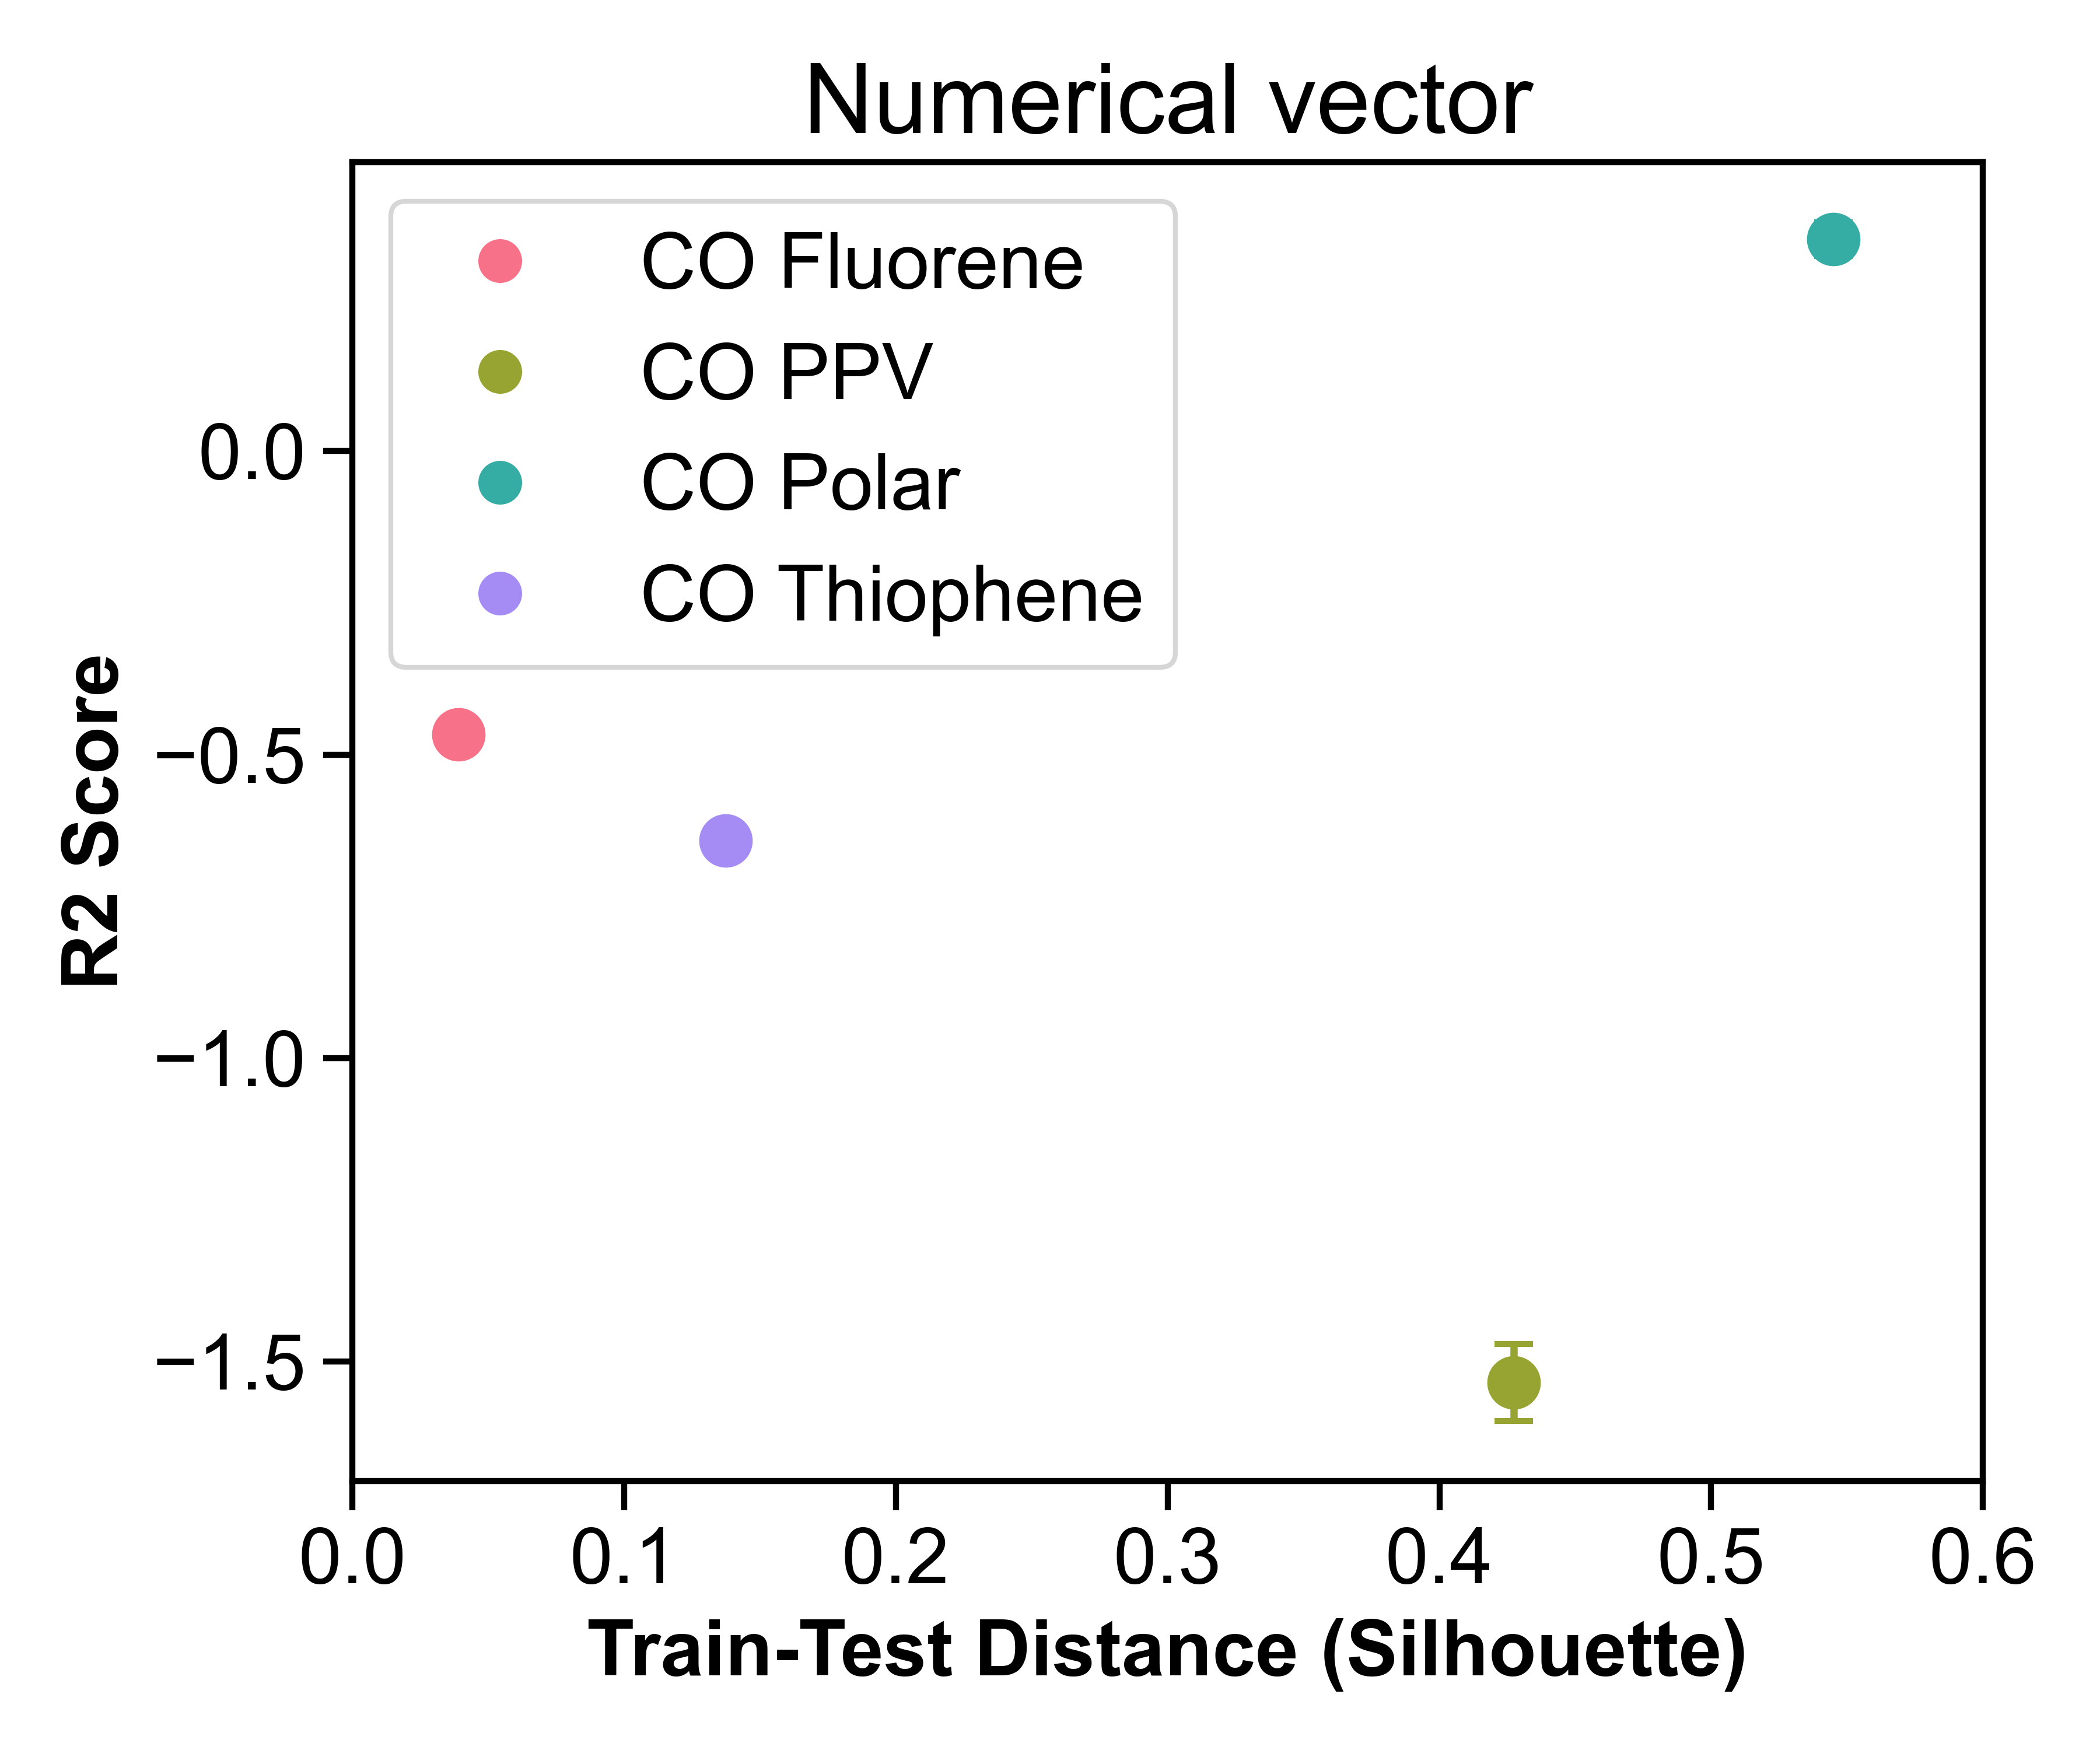 Numerical vector
CO Fluorene
CO PPV
CO Polar
CO Thiophene
R2 Score
0.0
−0.5
−1.0
−1.5
0.0 0.1 0.2 0.3 0.4 0.5 0.6
Train-Test Distance (Silhouette)